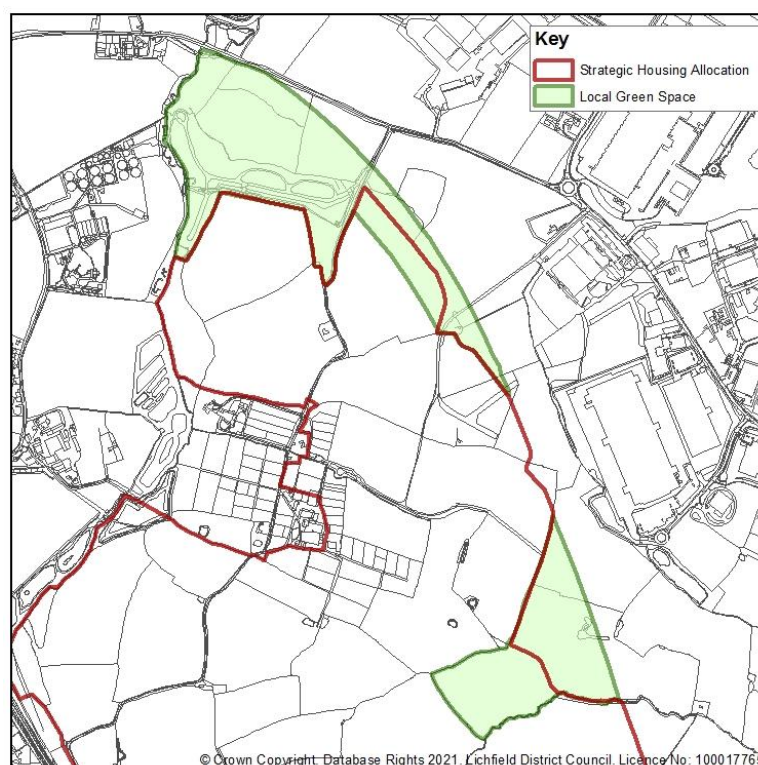 Key
Strategic Housing Allocation
Local Green Space
© Crown Copyright. Database Rights 2021. Lichfield District Council. Licence No: 10001776